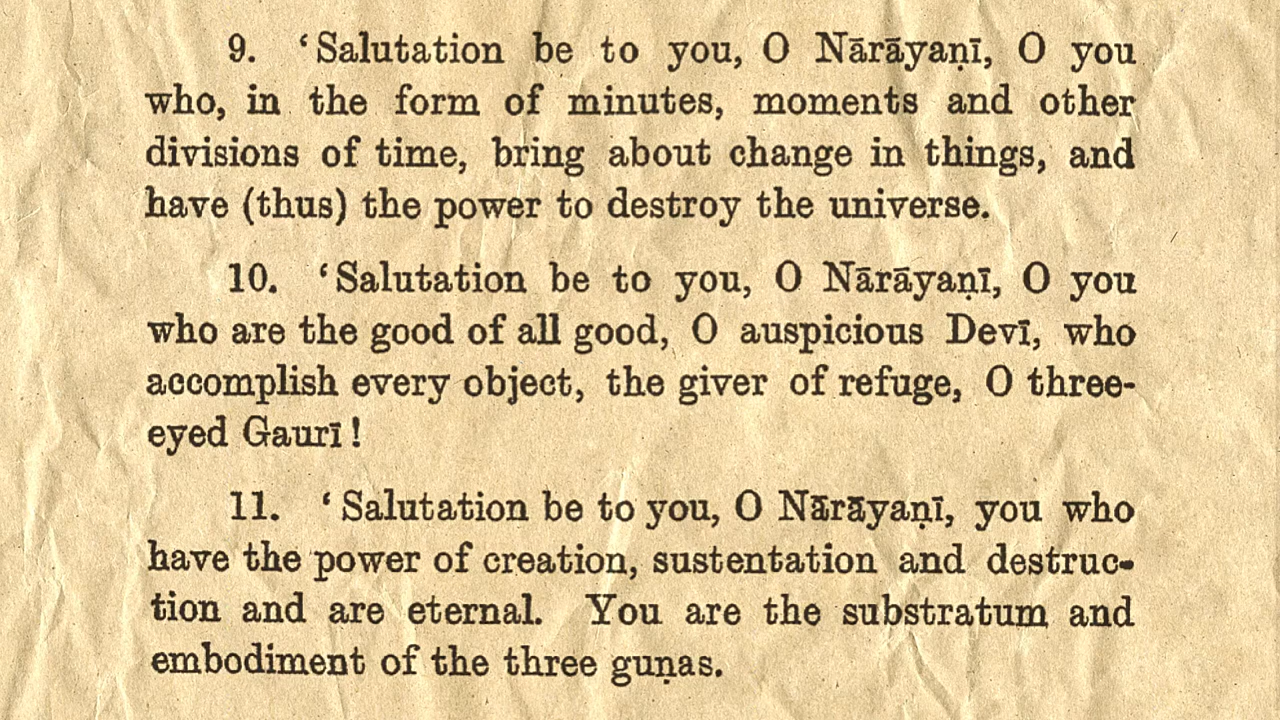 9. ‘Salutation be to you, O Nārāyaṇī, O you
who, in the form of minutes, moments and other
divisions of time, bring about change in things, and
have (thus) the power to destroy the universe.
10. ‘Salutation be to you, O Nārāyaṇī, O you
who are the good of all good, O auspicious Devī, who
accomplish every object, the giver of refuge, O three-
eyed Gaurī!
11. ‘Salutation be to you, O Nārāyaṇī, you who
have the power of creation, sustentation and destruc-
tion and are eternal. You are the substratum and
embodiment of the three guṇas.